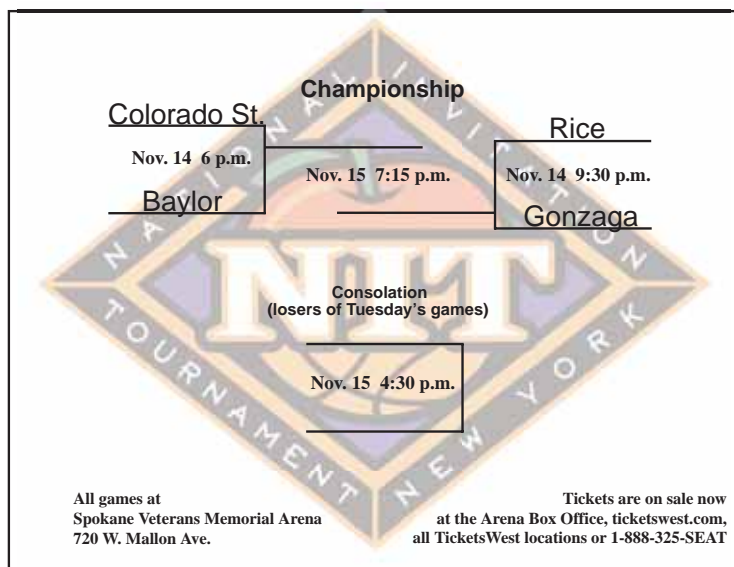 NATIONAL INVITATION
TOURNAMENT NEW YORK
NIT
Championship
Colorado St.
Nov. 14 6 p.m.
Baylor
Nov. 15 7:15 p.m.
Rice
Nov. 14 9:30 p.m.
Gonzaga
Consolation
(losers of Tuesday's games)
Nov. 15 4:30 p.m.
All games at
Spokane Veterans Memorial Arena
720 W. Mallon Ave.
Tickets are on sale now
at the Arena Box Office, ticketswest.com,
all TicketsWest locations or 1-888-325-SEAT